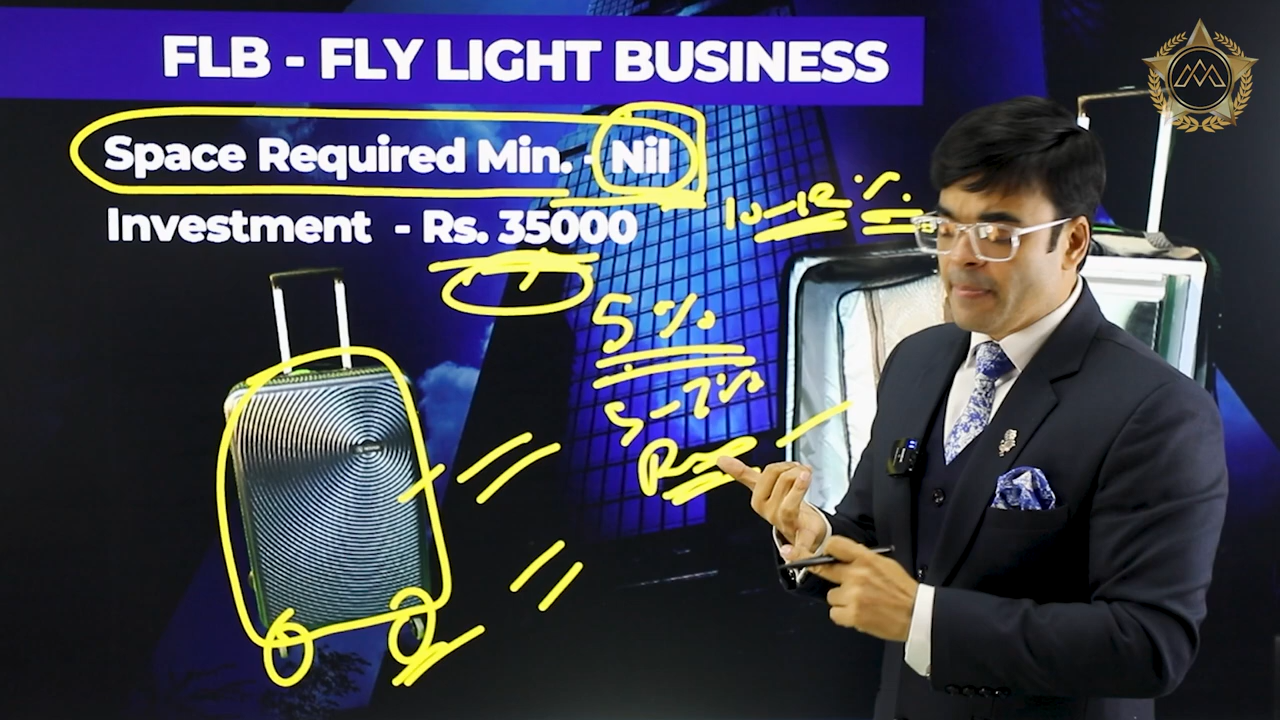 FLB - FLY LIGHT BUSINESS
Space Required Min. - Nil
Investment - Rs. 35000
10-12 %
5 %
5-7 %